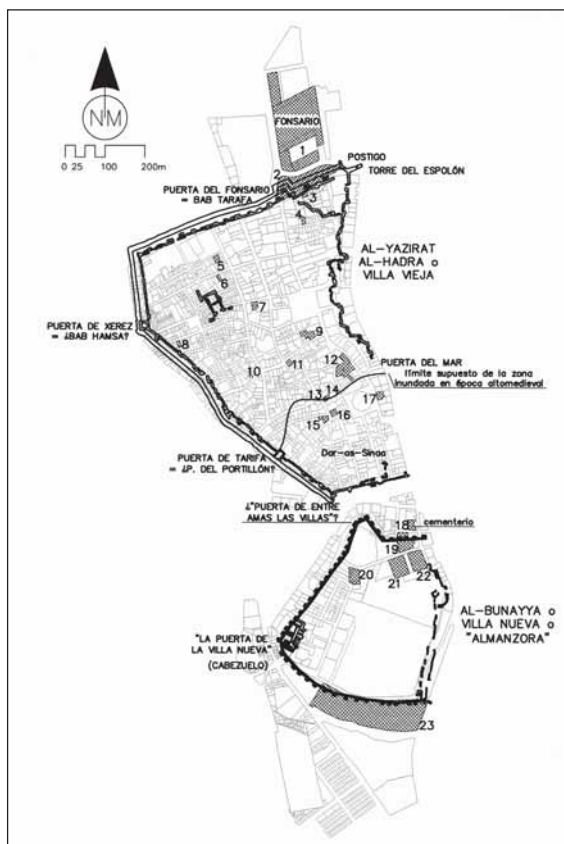 NM
0 25 100 200m
FONSARIO
1
POSTIGO
TORRE DEL ESPOLÓN
2
PUERTA DEL FONSARIO
= BAB TARAFA
3
4
AL-YAZIRAT
AL-HADRA o
VILLA VIEJA
5
6
7
PUERTA DE XEREZ
= ¿BAB HAMSA?
8
9
10
11
12
PUERTA DEL MAR
límite supuesto de la zona
inundada en época altomedieval
13
14
15
16
17
PUERTA DE TARIFA
= ¿P. DEL PORTILLÓN?
Dar-as-Sinaa
¿"PUERTA DE ENTRE
AMAS LAS VILLAS"?
18
cementerio
19
20
21
22
AL-BUNAYYA o
VILLA NUEVA o
"ALMANZORA"
"LA PUERTA DE
LA VILLA NUEVA"
(CABEZUELO)
23